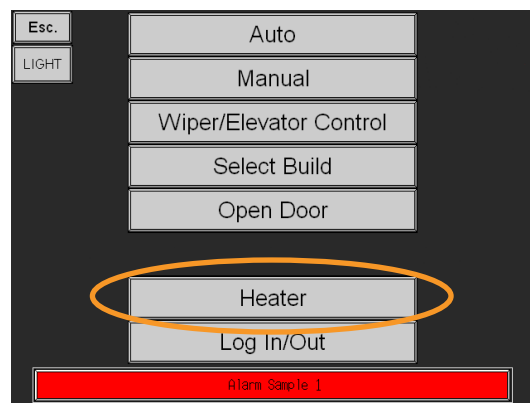 Esc.
LIGHT
Auto
Manual
Wiper/Elevator Control
Select Build
Open Door
Heater
Log In/Out
Alarm Sample 1